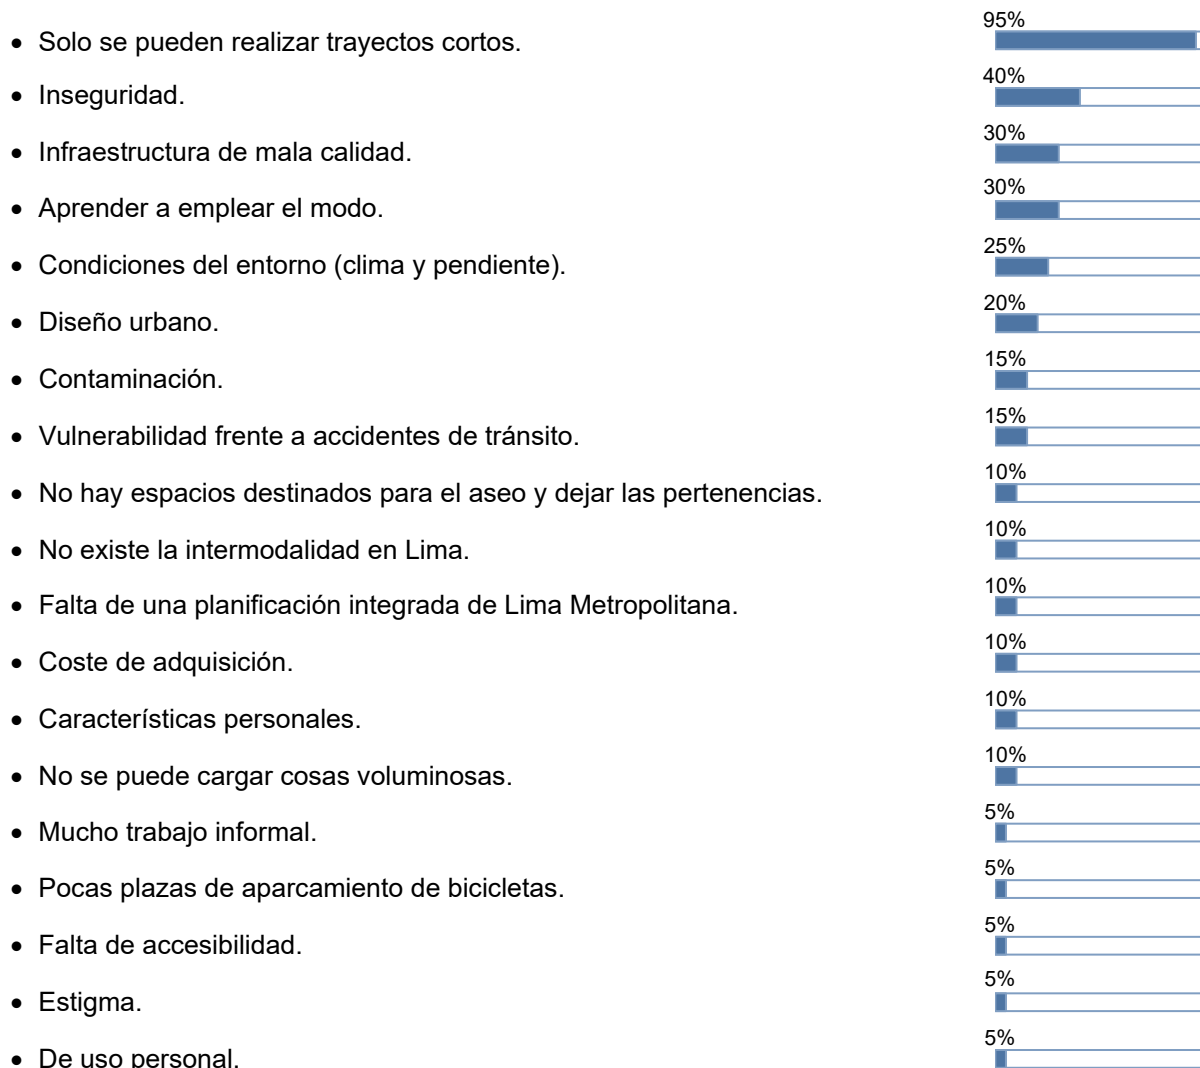 95%
• Solo se pueden realizar trayectos cortos.
40%
• Inseguridad.
30%
• Infraestructura de mala calidad.
30%
• Aprender a emplear el modo.
25%
• Condiciones del entorno (clima y pendiente).
20%
• Diseño urbano.
15%
• Contaminación.
15%
• Vulnerabilidad frente a accidentes de tránsito.
10%
• No hay espacios destinados para el aseo y dejar las pertenencias.
10%
• No existe la intermodalidad en Lima.
10%
• Falta de una planificación integrada de Lima Metropolitana.
10%
• Coste de adquisición.
10%
• Características personales.
10%
• No se puede cargar cosas voluminosas.
5%
• Mucho trabajo informal.
5%
• Pocas plazas de aparcamiento de bicicletas.
5%
• Falta de accesibilidad.
5%
• Estigma.
5%
• De uso personal.